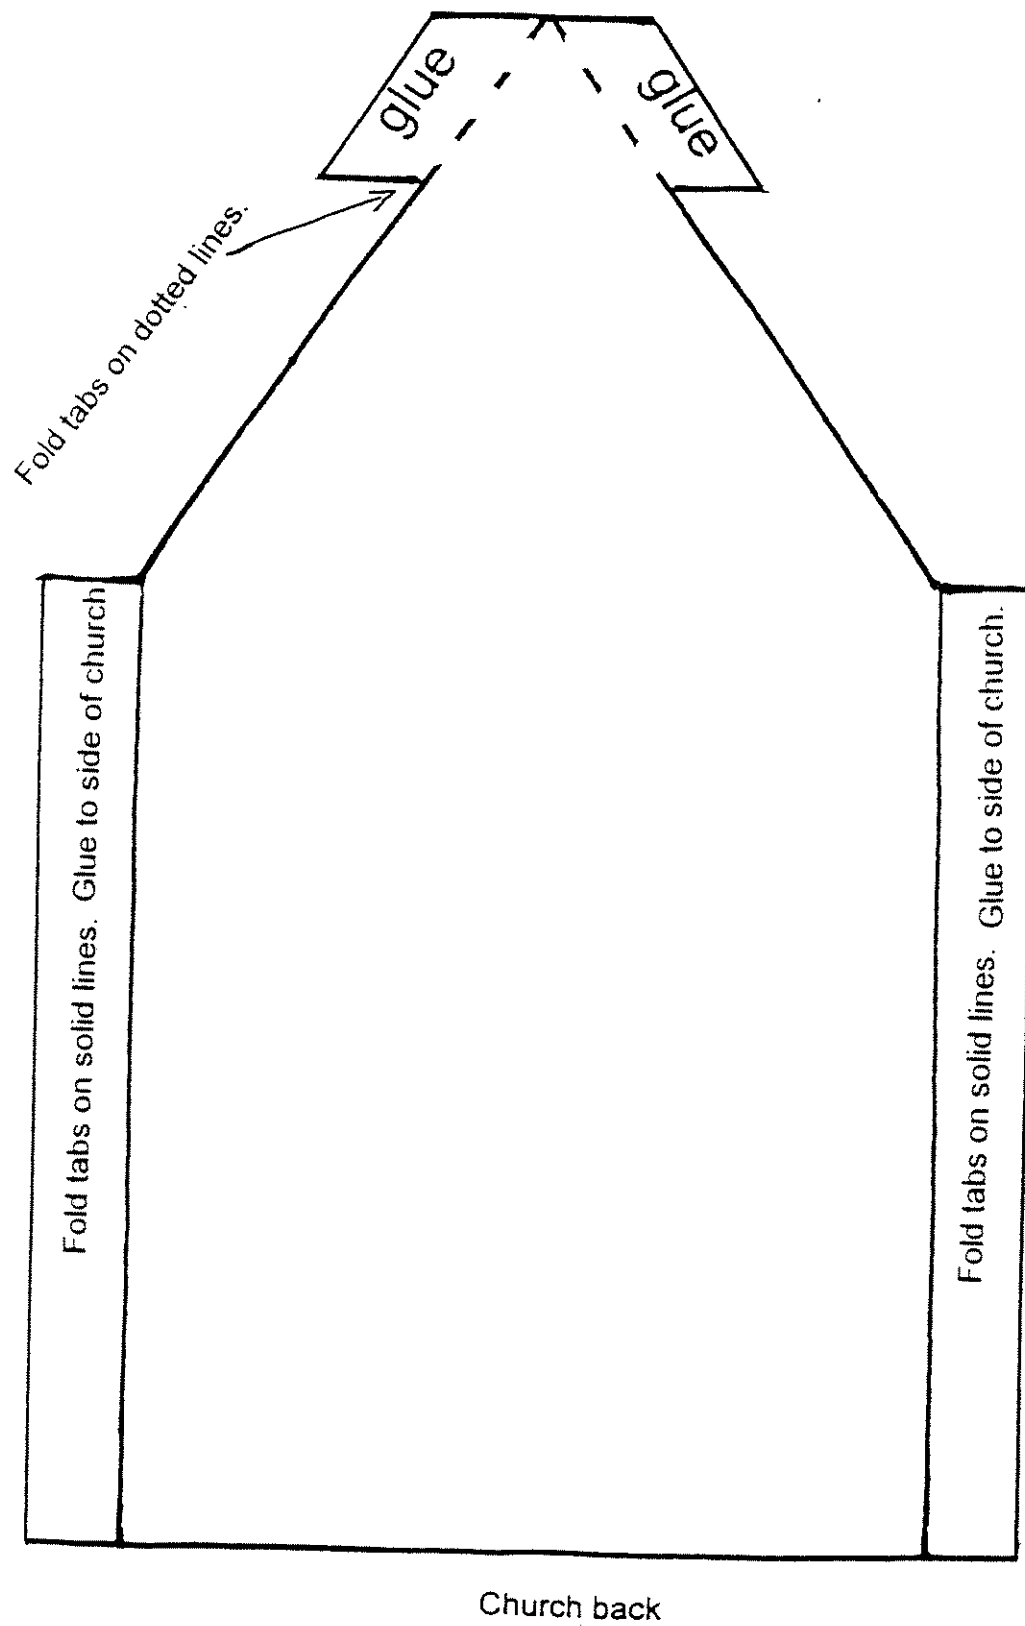 glue
glue
Fold tabs on dotted lines.
Fold tabs on solid lines. Glue to side of church
Fold tabs on solid lines. Glue to side of church.
Church back